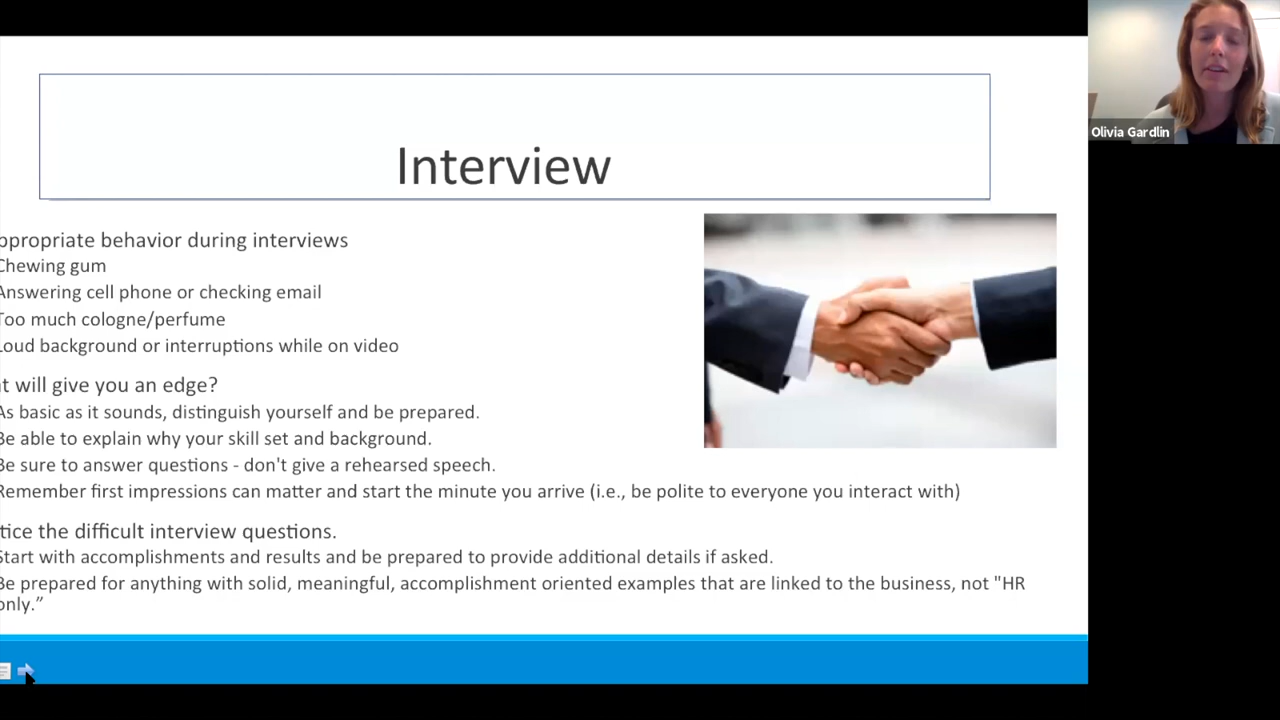 Interview
Olivia Gardlin
ppropriate behavior during interviews
Chewing gum
Answering cell phone or checking email
Too much cologne/perfume
Loud background or interruptions while on video
t will give you an edge?
As basic as it sounds, distinguish yourself and be prepared.
Be able to explain why your skill set and background.
Be sure to answer questions - don't give a rehearsed speech.
Remember first impressions can matter and start the minute you arrive (i.e., be polite to everyone you interact with)
tice the difficult interview questions.
Start with accomplishments and results and be prepared to provide additional details if asked.
Be prepared for anything with solid, meaningful, accomplishment oriented examples that are linked to the business, not "HR
only.”